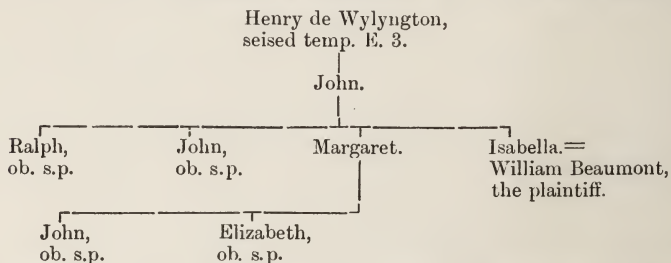 Henry de Wylyngton,
seised temp. E. 3.
John.
Ralph,
ob. s.p.
John,
ob. s.p.
Margaret.
Isabella.=
William Beaumont,
the plaintiff.
John,
ob. s.p.
Elizabeth,
ob. s.p.